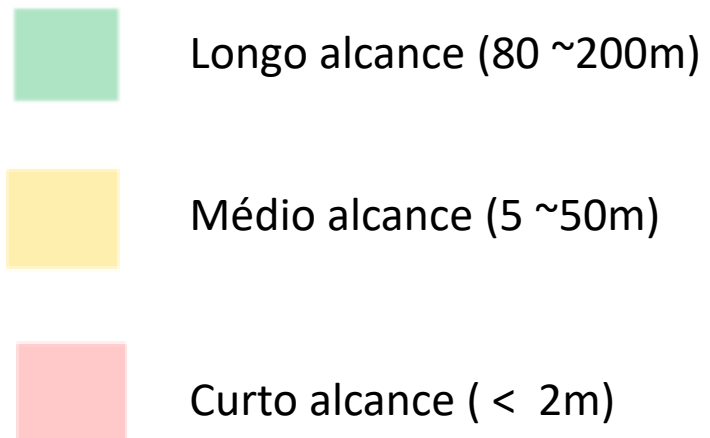 Longo alcance (80 ~200m)
Médio alcance (5 ~50m)
Curto alcance ( <  2m)